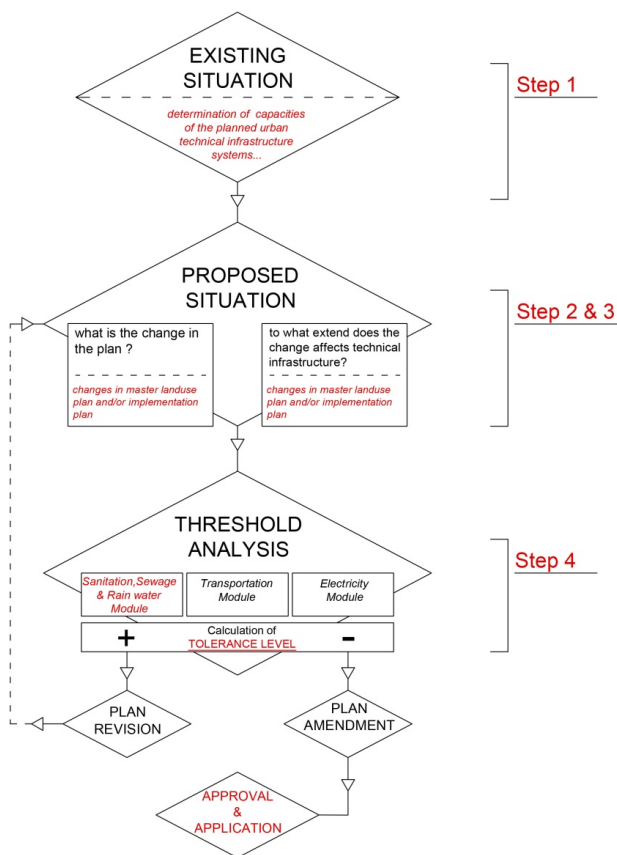 EXISTING
SITUATION
determination of capacities
of the planned urban
technical infrastructure
systems...
Step 1
PROPOSED
SITUATION
Step 2 & 3
what is the change in
the plan ?
changes in master landuse
plan and/or implementation
plan
to what extend does the
change affects technical
infrastructure?
changes in master landuse
plan and/or implementation
plan
THRESHOLD
ANALYSIS
Step 4
Sanitation,Sewage
& Rain water
Module
Transportation
Module
Electricity
Module
+
Calculation of
TOLERANCE LEVEL
-
PLAN
REVISION
PLAN
AMENDMENT
APPROVAL
&
APPLICATION